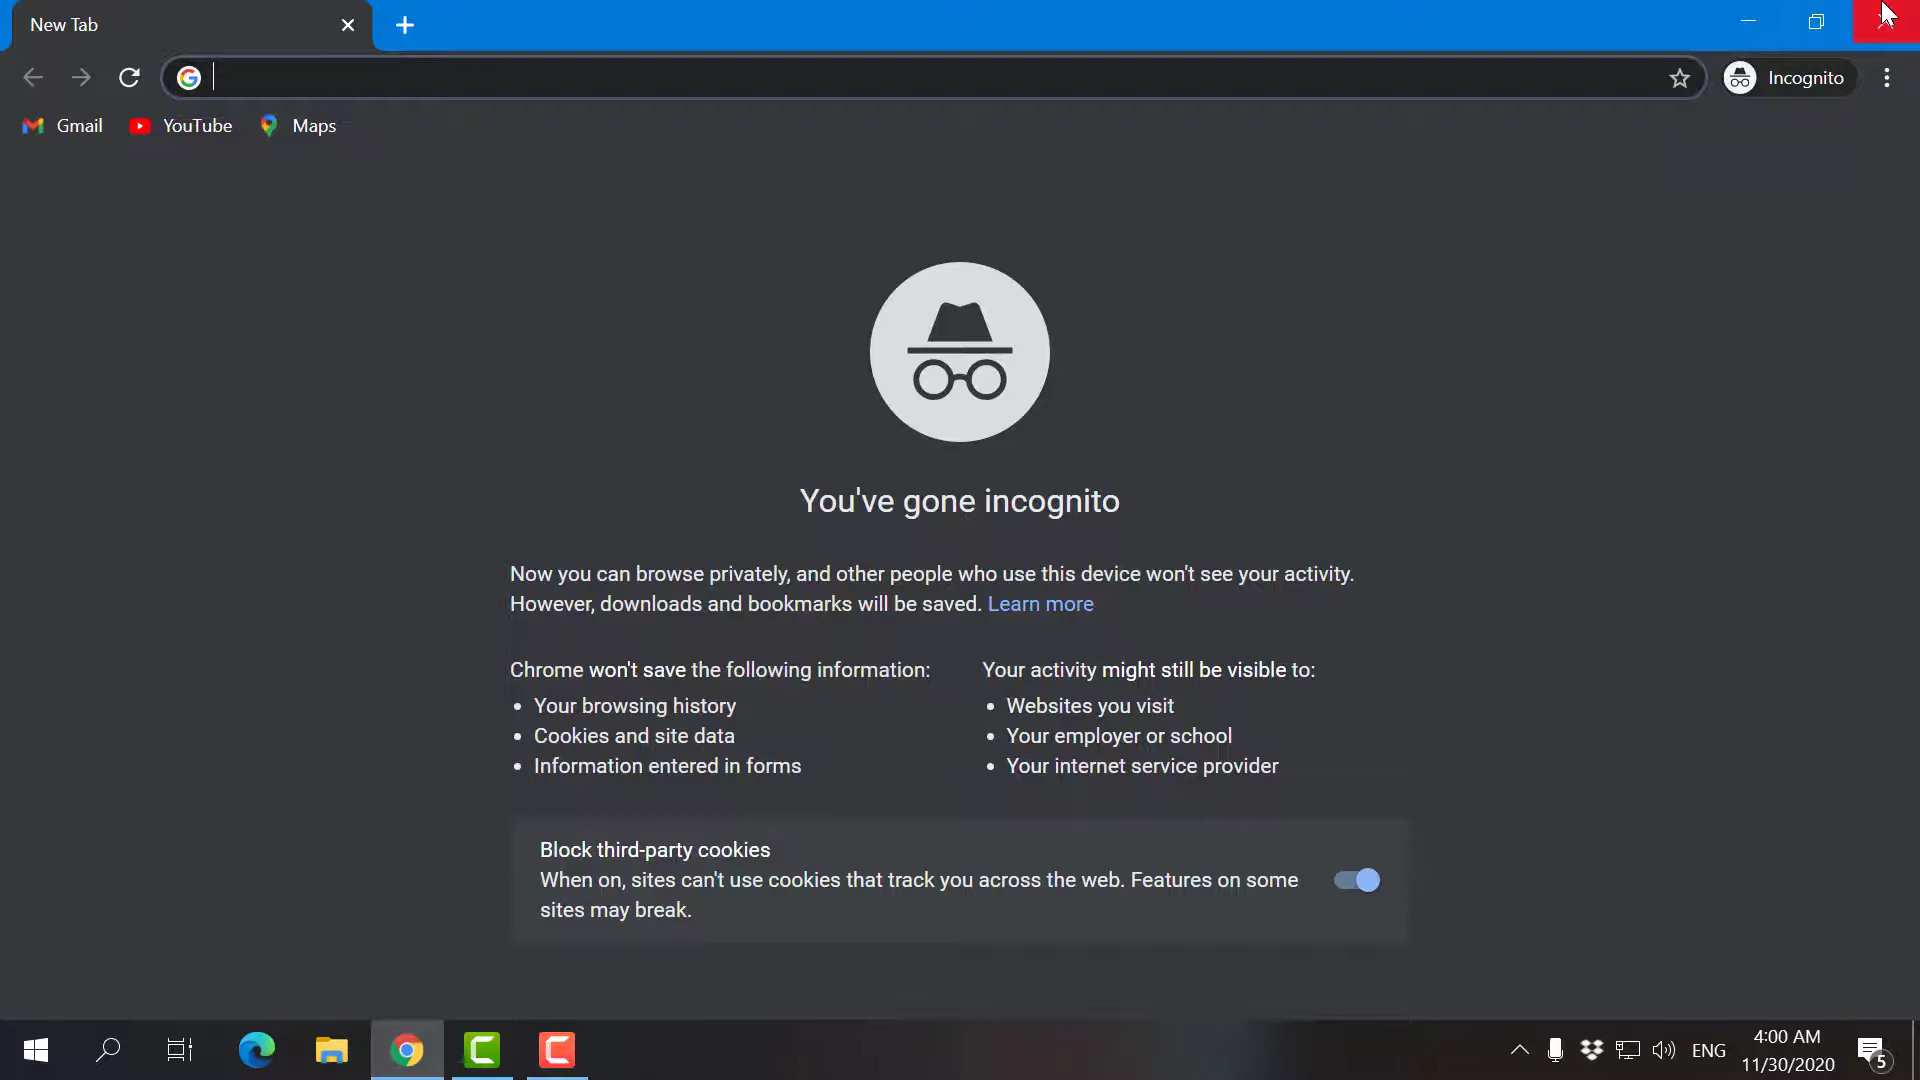 New Tab
Incognito
Gmail YouTube Maps
You've gone incognito
Now you can browse privately, and other people who use this device won't see your activity.
However, downloads and bookmarks will be saved. Learn more
Chrome won't save the following information:
• Your browsing history
• Cookies and site data
• Information entered in forms
Your activity might still be visible to:
• Websites you visit
• Your employer or school
• Your internet service provider
Block third-party cookies
When on, sites can't use cookies that track you across the web. Features on some
sites may break.
ENG
4:00 AM
11/30/2020
5